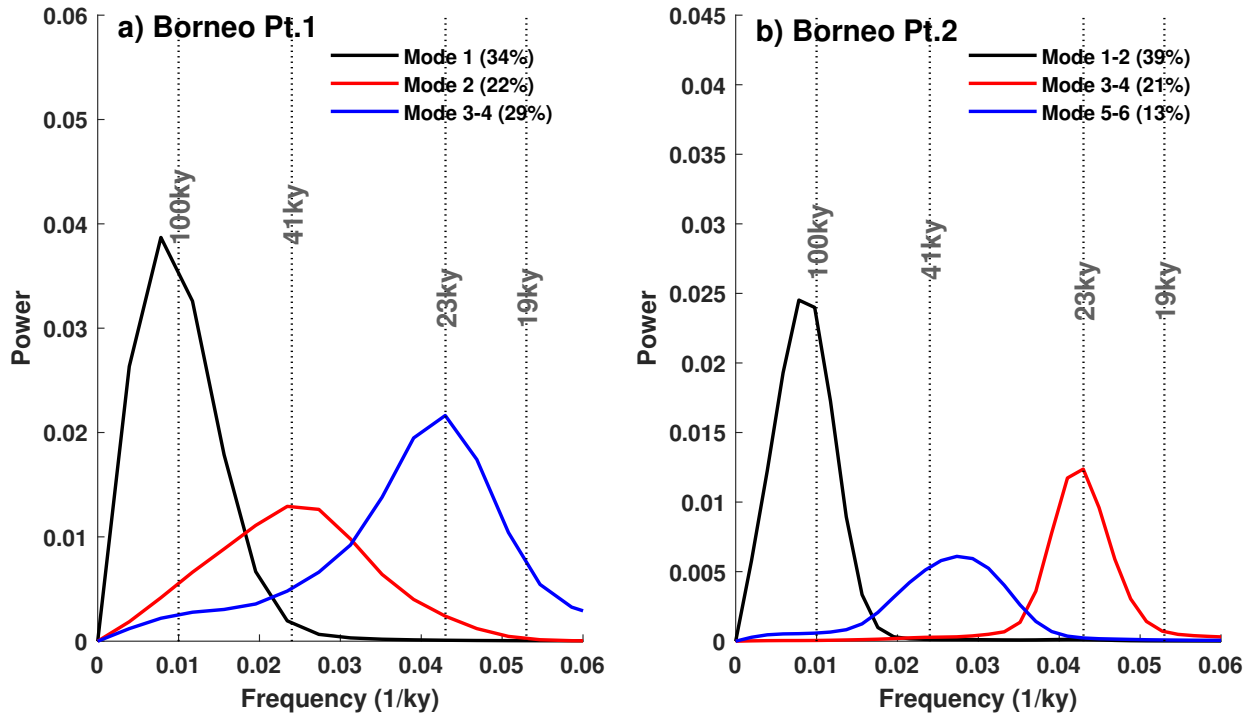 a) Borneo Pt.1
Mode 1 (34%)
Mode 2 (22%)
Mode 3-4 (29%)
100ky
41ky
23ky
19ky
0.06
0.05
0.04
0.03
0.02
0.01
0
Power
0 0.01 0.02 0.03 0.04 0.05 0.06
Frequency (1/ky)
b) Borneo Pt.2
Mode 1-2 (39%)
Mode 3-4 (21%)
Mode 5-6 (13%)
100ky
41ky
23ky
19ky
0.045
0.04
0.035
0.03
0.025
0.02
0.015
0.01
0.005
0
Power
0 0.01 0.02 0.03 0.04 0.05 0.06
Frequency (1/ky)